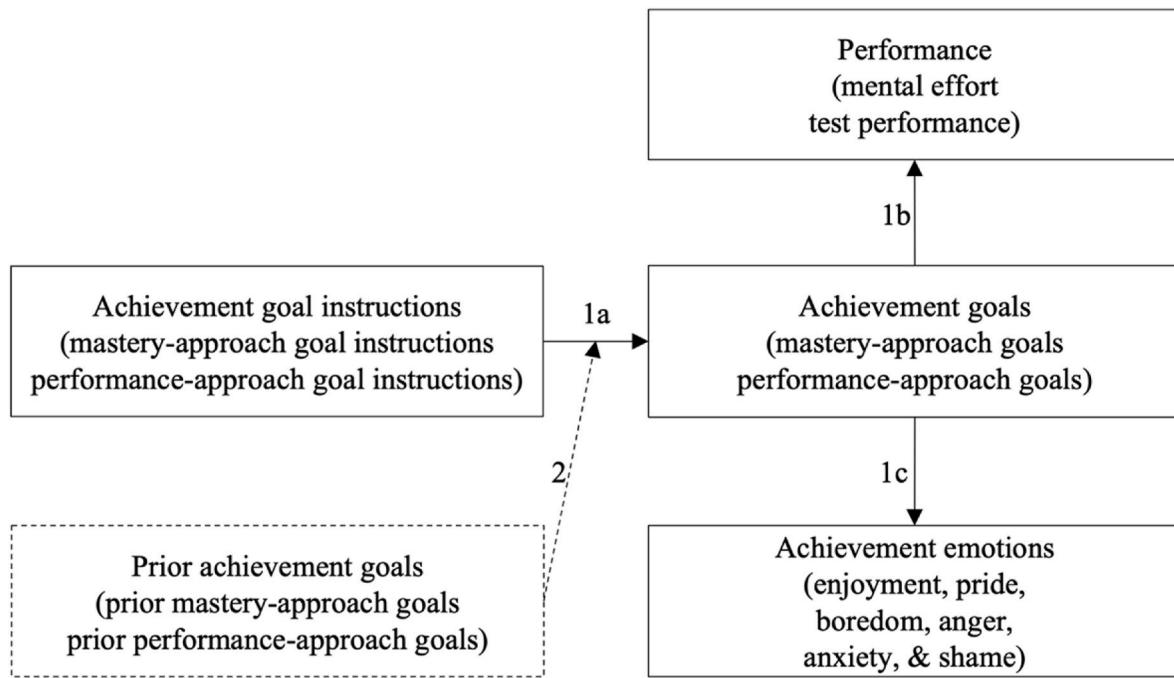 Performance
(mental effort
test performance)
1b
Achievement goal instructions
(mastery-approach goal instructions
performance-approach goal instructions)
1a
Achievement goals
(mastery-approach goals
performance-approach goals)
2
1c
Prior achievement goals
(prior mastery-approach goals
prior performance-approach goals)
Achievement emotions
(enjoyment, pride,
boredom, anger,
anxiety, & shame)